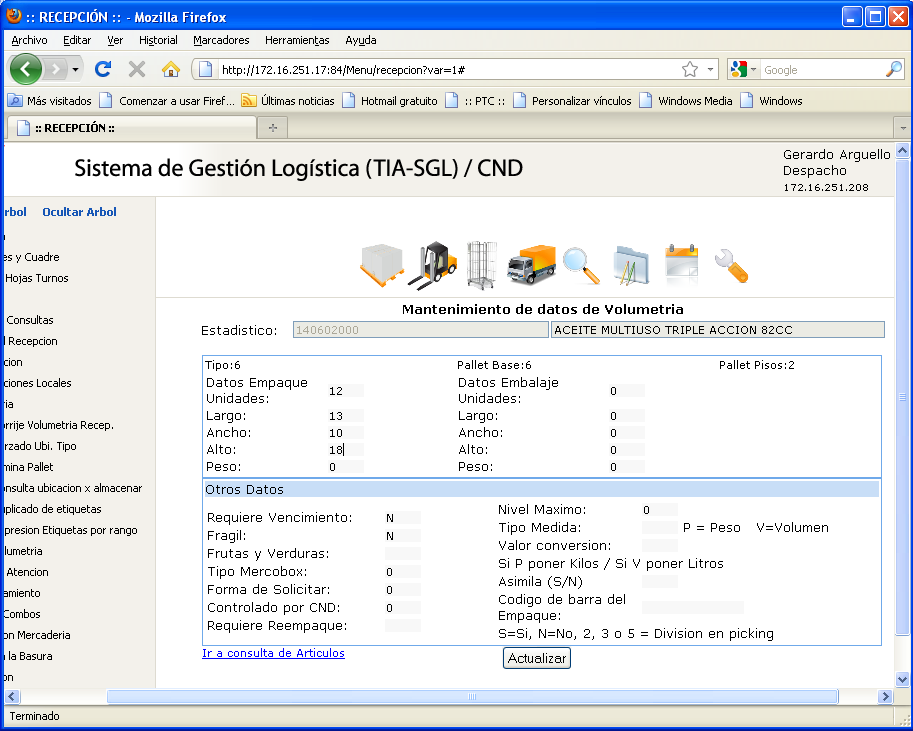 :: RECEPCIÓN :: - Mozilla Firefox
Archivo Editar Ver Historial Marcadores Herramientas Ayuda
http://172.16.251.17:84/Menu/recepcion?var=1#
Google
Más visitados Comenzar a usar Firef... Últimas noticias Hotmail gratuito :: PTC :: Personalizar vínculos Windows Media Windows
:: RECEPCIÓN ::
Sistema de Gestión Logística (TIA-SGL) / CND
Gerardo Arguello
Despacho
172.16.251.208
rbol Ocultar Arbol
es y Cuadre
Hojas Turnos
Consultas
l Recepcion
cion
ciones Locales
ria
orrije Volumetria Recep.
rzado Ubi. Tipo
mina Pallet
onsulta ubicacion x almacenar
uplicado de etiquetas
presion Etiquetas por rango
lumetria
Atencion
amiento
Combos
on Mercaderia
a la Basura
on
Mantenimiento de datos de Volumetria
Estadistico: 140602000 ACEITE MULTIUSO TRIPLE ACCION 82CC
Tipo:6 Pallet Base:6 Pallet Pisos:2
Datos Empaque
Unidades: 12
Largo: 13
Ancho: 10
Alto: 18
Peso: 0
Datos Embalaje
Unidades: 0
Largo: 0
Ancho: 0
Alto: 0
Peso: 0
Otros Datos
Requiere Vencimiento: N
Fragil: N
Frutas y Verduras:
Tipo Mercobox: 0
Forma de Solicitar: 0
Controlado por CND: 0
Requiere Reempaque:
Nivel Maximo: 0
Tipo Medida: P = Peso V=Volumen
Valor conversion:
Si P poner Kilos / Si V poner Litros
Asimila (S/N)
Codigo de barra del
Empaque:
S=Si, N=No, 2, 3 o 5 = Division en picking
Ir a consulta de Articulos
Actualizar
Terminado